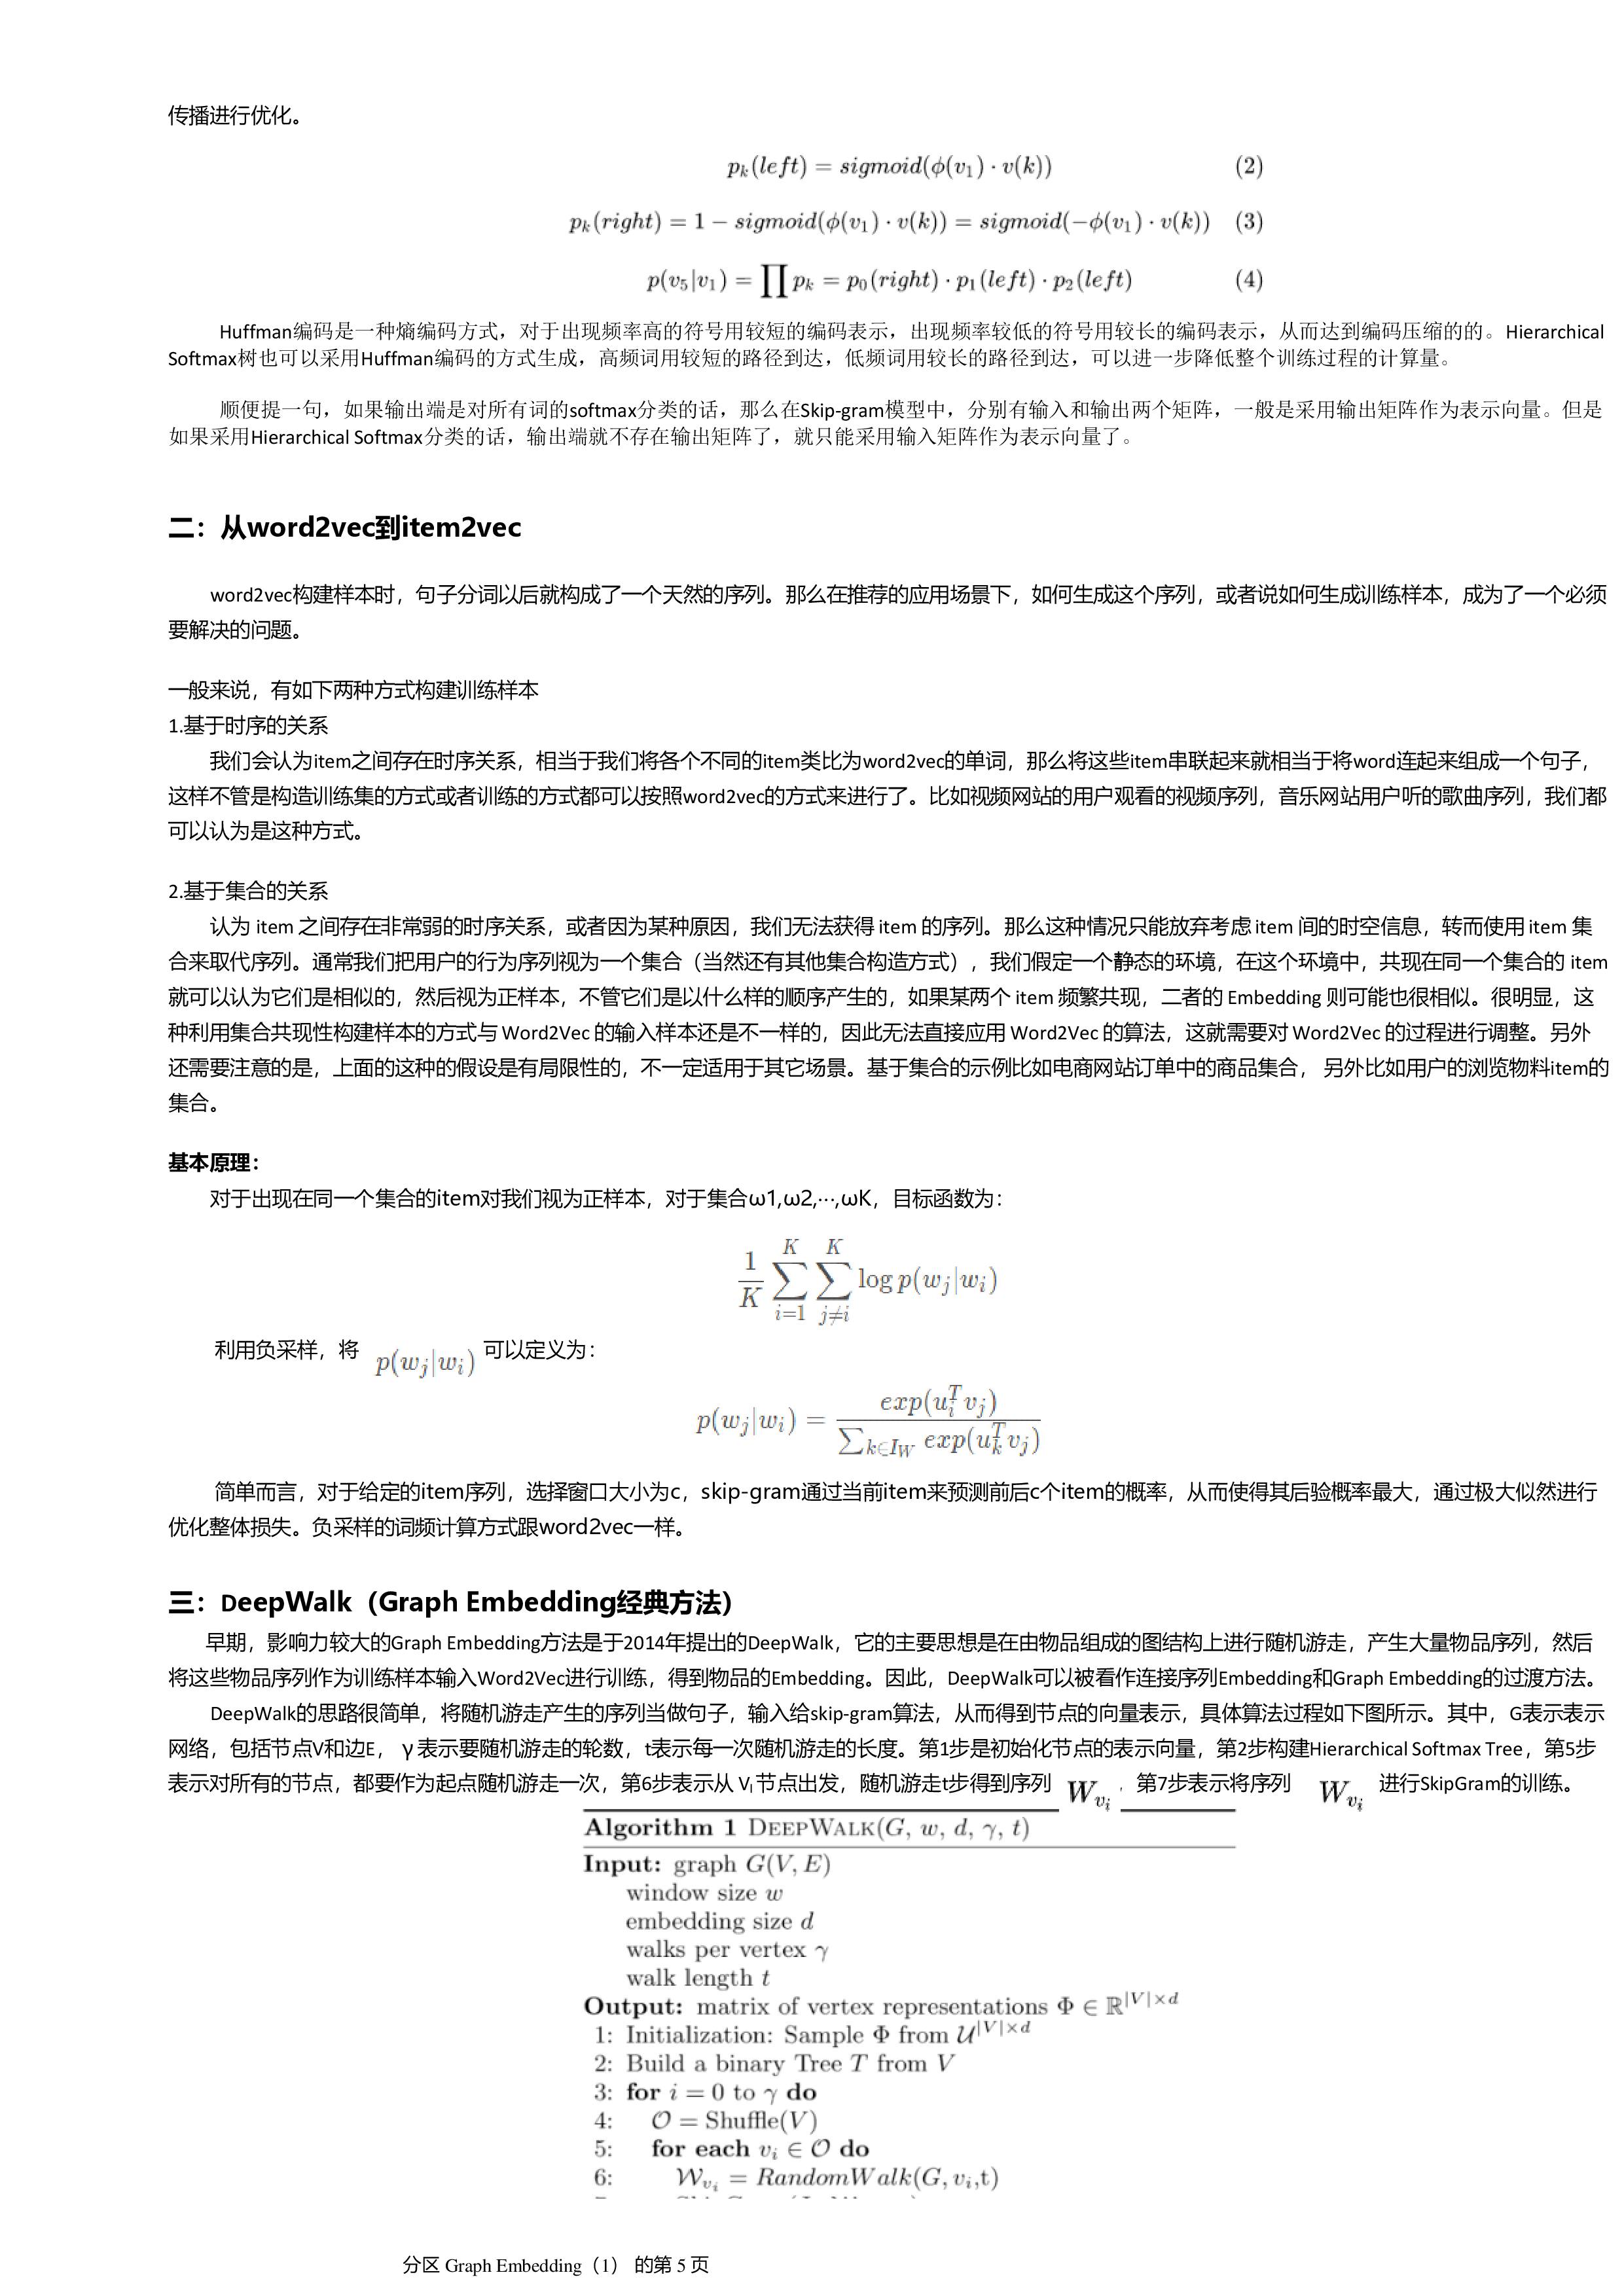 传播进行优化。
p_k(left) = sigmoid(ϕ(v_1) · v(k)) (2)
p_k(right) = 1 − sigmoid(ϕ(v_1) · v(k)) = sigmoid(−ϕ(v_1) · v(k)) (3)
p(v_5|v_1) = ∏ p_k = p_0(right) · p_1(left) · p_2(left) (4)
Huffman编码是一种熵编码方式，对于出现频率高的符号用较短的编码表示，出现频率较低的符号用较长的编码表示，从而达到编码压缩的的。Hierarchical
Softmax树也可以采用Huffman编码的方式生成，高频词用较短的路径到达，低频词用较长的路径到达，可以进一步降低整个训练过程的计算量。
顺便提一句，如果输出端是对所有词的softmax分类的话，那么在Skip-gram模型中，分别有输入和输出两个矩阵，一般是采用输出矩阵作为表示向量。但是
如果采用Hierarchical Softmax分类的话，输出端就不存在输出矩阵了，就只能采用输入矩阵作为表示向量了。
二：从word2vec到item2vec
word2vec构建样本时，句子分词以后就构成了一个天然的序列。那么在推荐的应用场景下，如何生成这个序列，或者说如何生成训练样本，成为了一个必须
要解决的问题。
一般来说，有如下两种方式构建训练样本
1.基于时序的关系
我们会认为item之间存在时序关系，相当于我们将各个不同的item类比为word2vec的单词，那么将这些item串联起来就相当于将word连起来组成一个句子，
这样不管是构造训练集的方式或者训练的方式都可以按照word2vec的方式来进行了。比如视频网站的用户观看的视频序列，音乐网站用户听的歌曲序列，我们都
可以认为是这种方式。
2.基于集合的关系
认为 item 之间存在非常弱的时序关系，或者因为某种原因，我们无法获得 item 的序列。那么这种情况只能放弃考虑 item 间的时空信息，转而使用 item 集
合来取代序列。通常我们把用户的行为序列视为一个集合（当然还有其他集合构造方式），我们假定一个静态的环境，在这个环境中，共现在同一个集合的 item
就可以认为它们是相似的，然后视为正样本，不管它们是以什么样的顺序产生的，如果某两个 item 频繁共现，二者的 Embedding 则可能也很相似。很明显，这
种利用集合共现性构建样本的方式与 Word2Vec 的输入样本还是不一样的，因此无法直接应用 Word2Vec 的算法，这就需要对 Word2Vec 的过程进行调整。另外
还需要注意的是，上面的这种的假设是有局限性的，不一定适用于其它场景。基于集合的示例比如电商网站订单中的商品集合， 另外比如用户的浏览物料item的
集合。
基本原理：
对于出现在同一个集合的item对我们视为正样本，对于集合ω1,ω2,⋯,ωK，目标函数为：
\frac{1}{K} \sum_{i=1}^{K} \sum_{j≠i}^{K} log p(w_j|w_i)
利用负采样，将 p(w_j|w_i) 可以定义为：
p(w_j|w_i) = \frac{exp(u_i^T v_j)}{\sum_{k∈I_W} exp(u_k^T v_j)}
简单而言，对于给定的item序列，选择窗口大小为c，skip-gram通过当前item来预测前后c个item的概率，从而使得其后验概率最大，通过极大似然进行
优化整体损失。负采样的词频计算方式跟word2vec一样。
三：DeepWalk（Graph Embedding经典方法）
早期，影响力较大的Graph Embedding方法是于2014年提出的DeepWalk，它的主要思想是在由物品组成的图结构上进行随机游走，产生大量物品序列，然后
将这些物品序列作为训练样本输入Word2Vec进行训练，得到物品的Embedding。因此，DeepWalk可以被看作连接序列Embedding和Graph Embedding的过渡方法。
DeepWalk的思路很简单，将随机游走产生的序列当做句子，输入给skip-gram算法，从而得到节点的向量表示，具体算法过程如下图所示。其中，G表示表示
网络，包括节点V和边E， γ 表示要随机游走的轮数，t表示每一次随机游走的长度。第1步是初始化节点的表示向量，第2步构建Hierarchical Softmax Tree，第5步
表示对所有的节点，都要作为起点随机游走一次，第6步表示从 V_i 节点出发，随机游走t步得到序列 W_{v_i} ，第7步表示将序列 W_{v_i} 进行SkipGram的训练。
Algorithm 1 DEEPWALK(G, w, d, γ, t)
Input: graph G(V, E)
window size w
embedding size d
walks per vertex γ
walk length t
Output: matrix of vertex representations Φ ∈ ℝ^{|V|×d}
1: Initialization: Sample Φ from 𝒰^{|V|×d}
2: Build a binary Tree T from V
3: for i = 0 to γ do
4: 𝒪 = Shuffle(V)
5: for each v_i ∈ 𝒪 do
6: 𝒲_{v_i} = RandomWalk(G, v_i,t)
分区 Graph Embedding（1） 的第 5 页